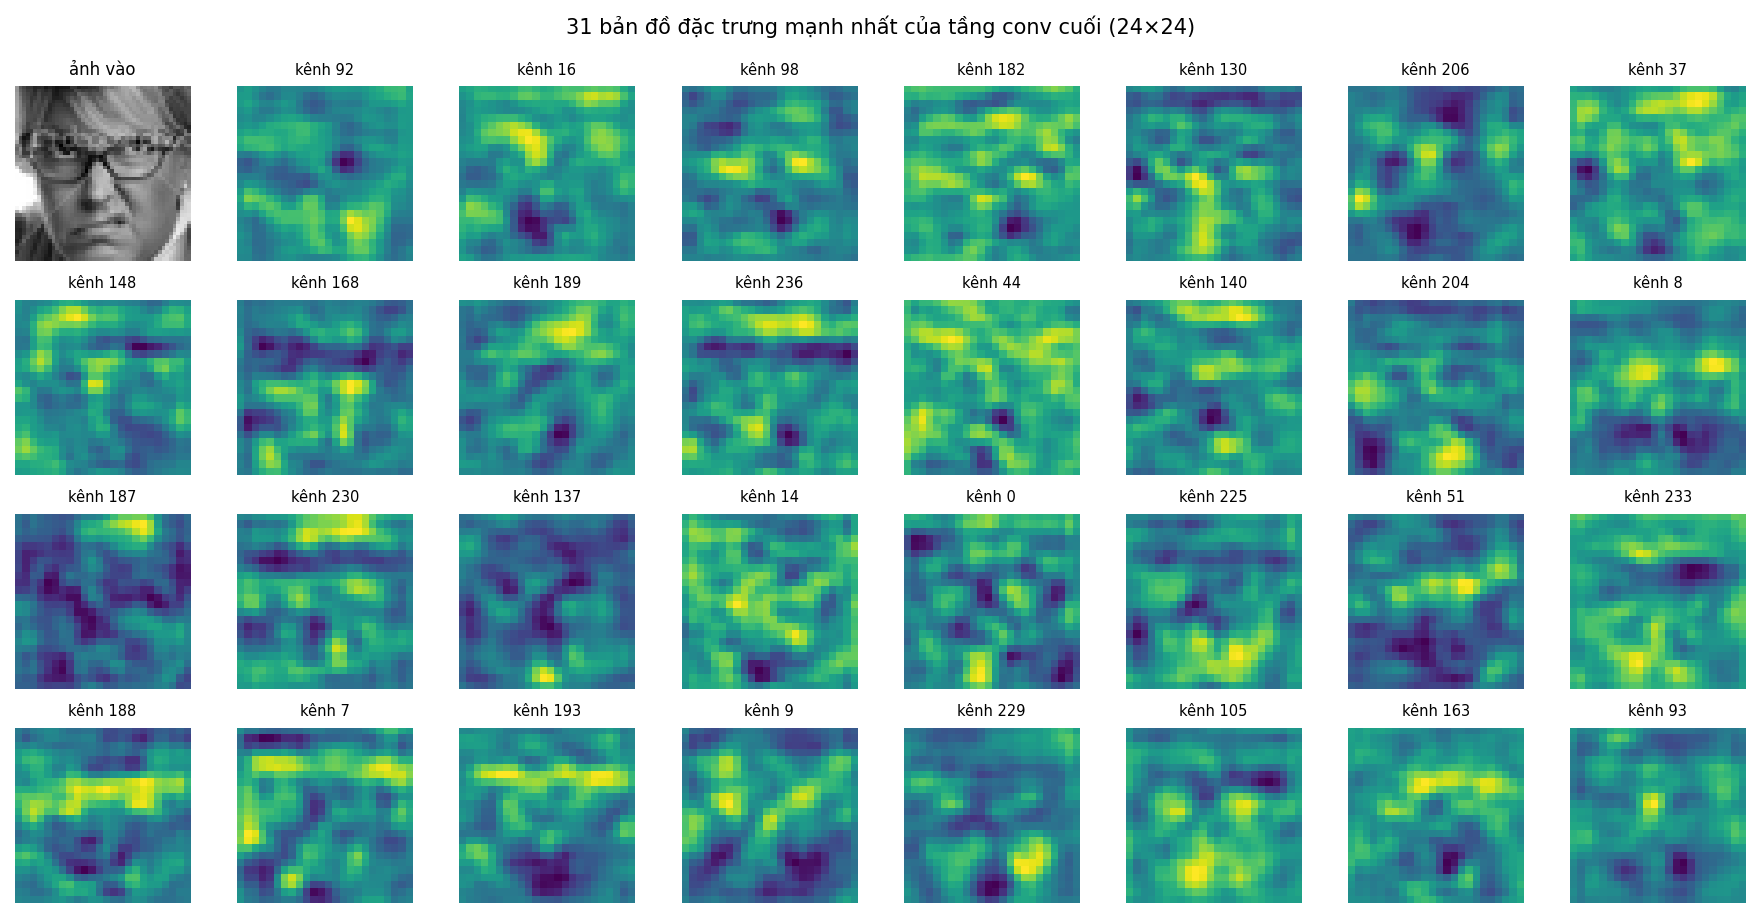 31 bản đồ đặc trưng mạnh nhất của tầng conv cuối (24×24)
ảnh vào kênh 92 kênh 16 kênh 98 kênh 182 kênh 130 kênh 206 kênh 37
kênh 148 kênh 168 kênh 189 kênh 236 kênh 44 kênh 140 kênh 204 kênh 8
kênh 187 kênh 230 kênh 137 kênh 14 kênh 0 kênh 225 kênh 51 kênh 233
kênh 188 kênh 7 kênh 193 kênh 9 kênh 229 kênh 105 kênh 163 kênh 93